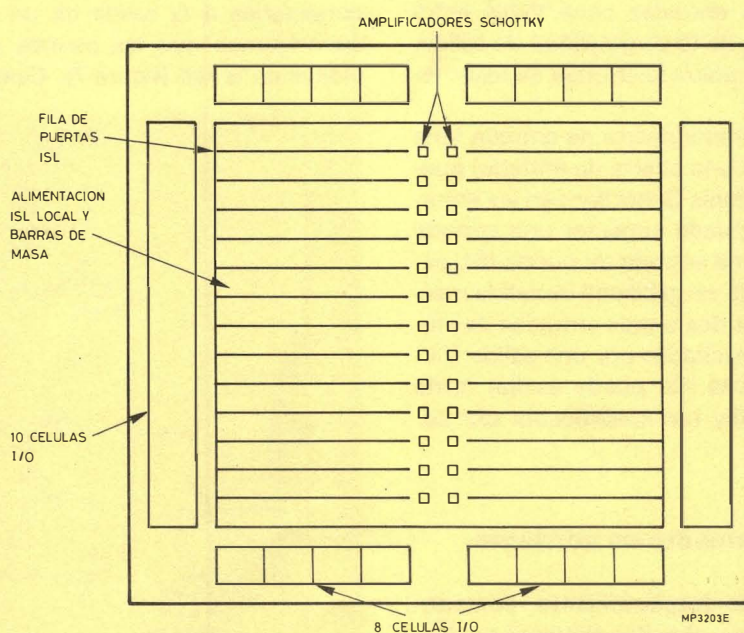 AMPLIFICADORES SCHOTTKY
FILA DE
PUERTAS
ISL
ALIMENTACION
ISL LOCAL Y
BARRAS DE
MASA
10 CELULAS
I/O
8 CELULAS I/O
MP3203E